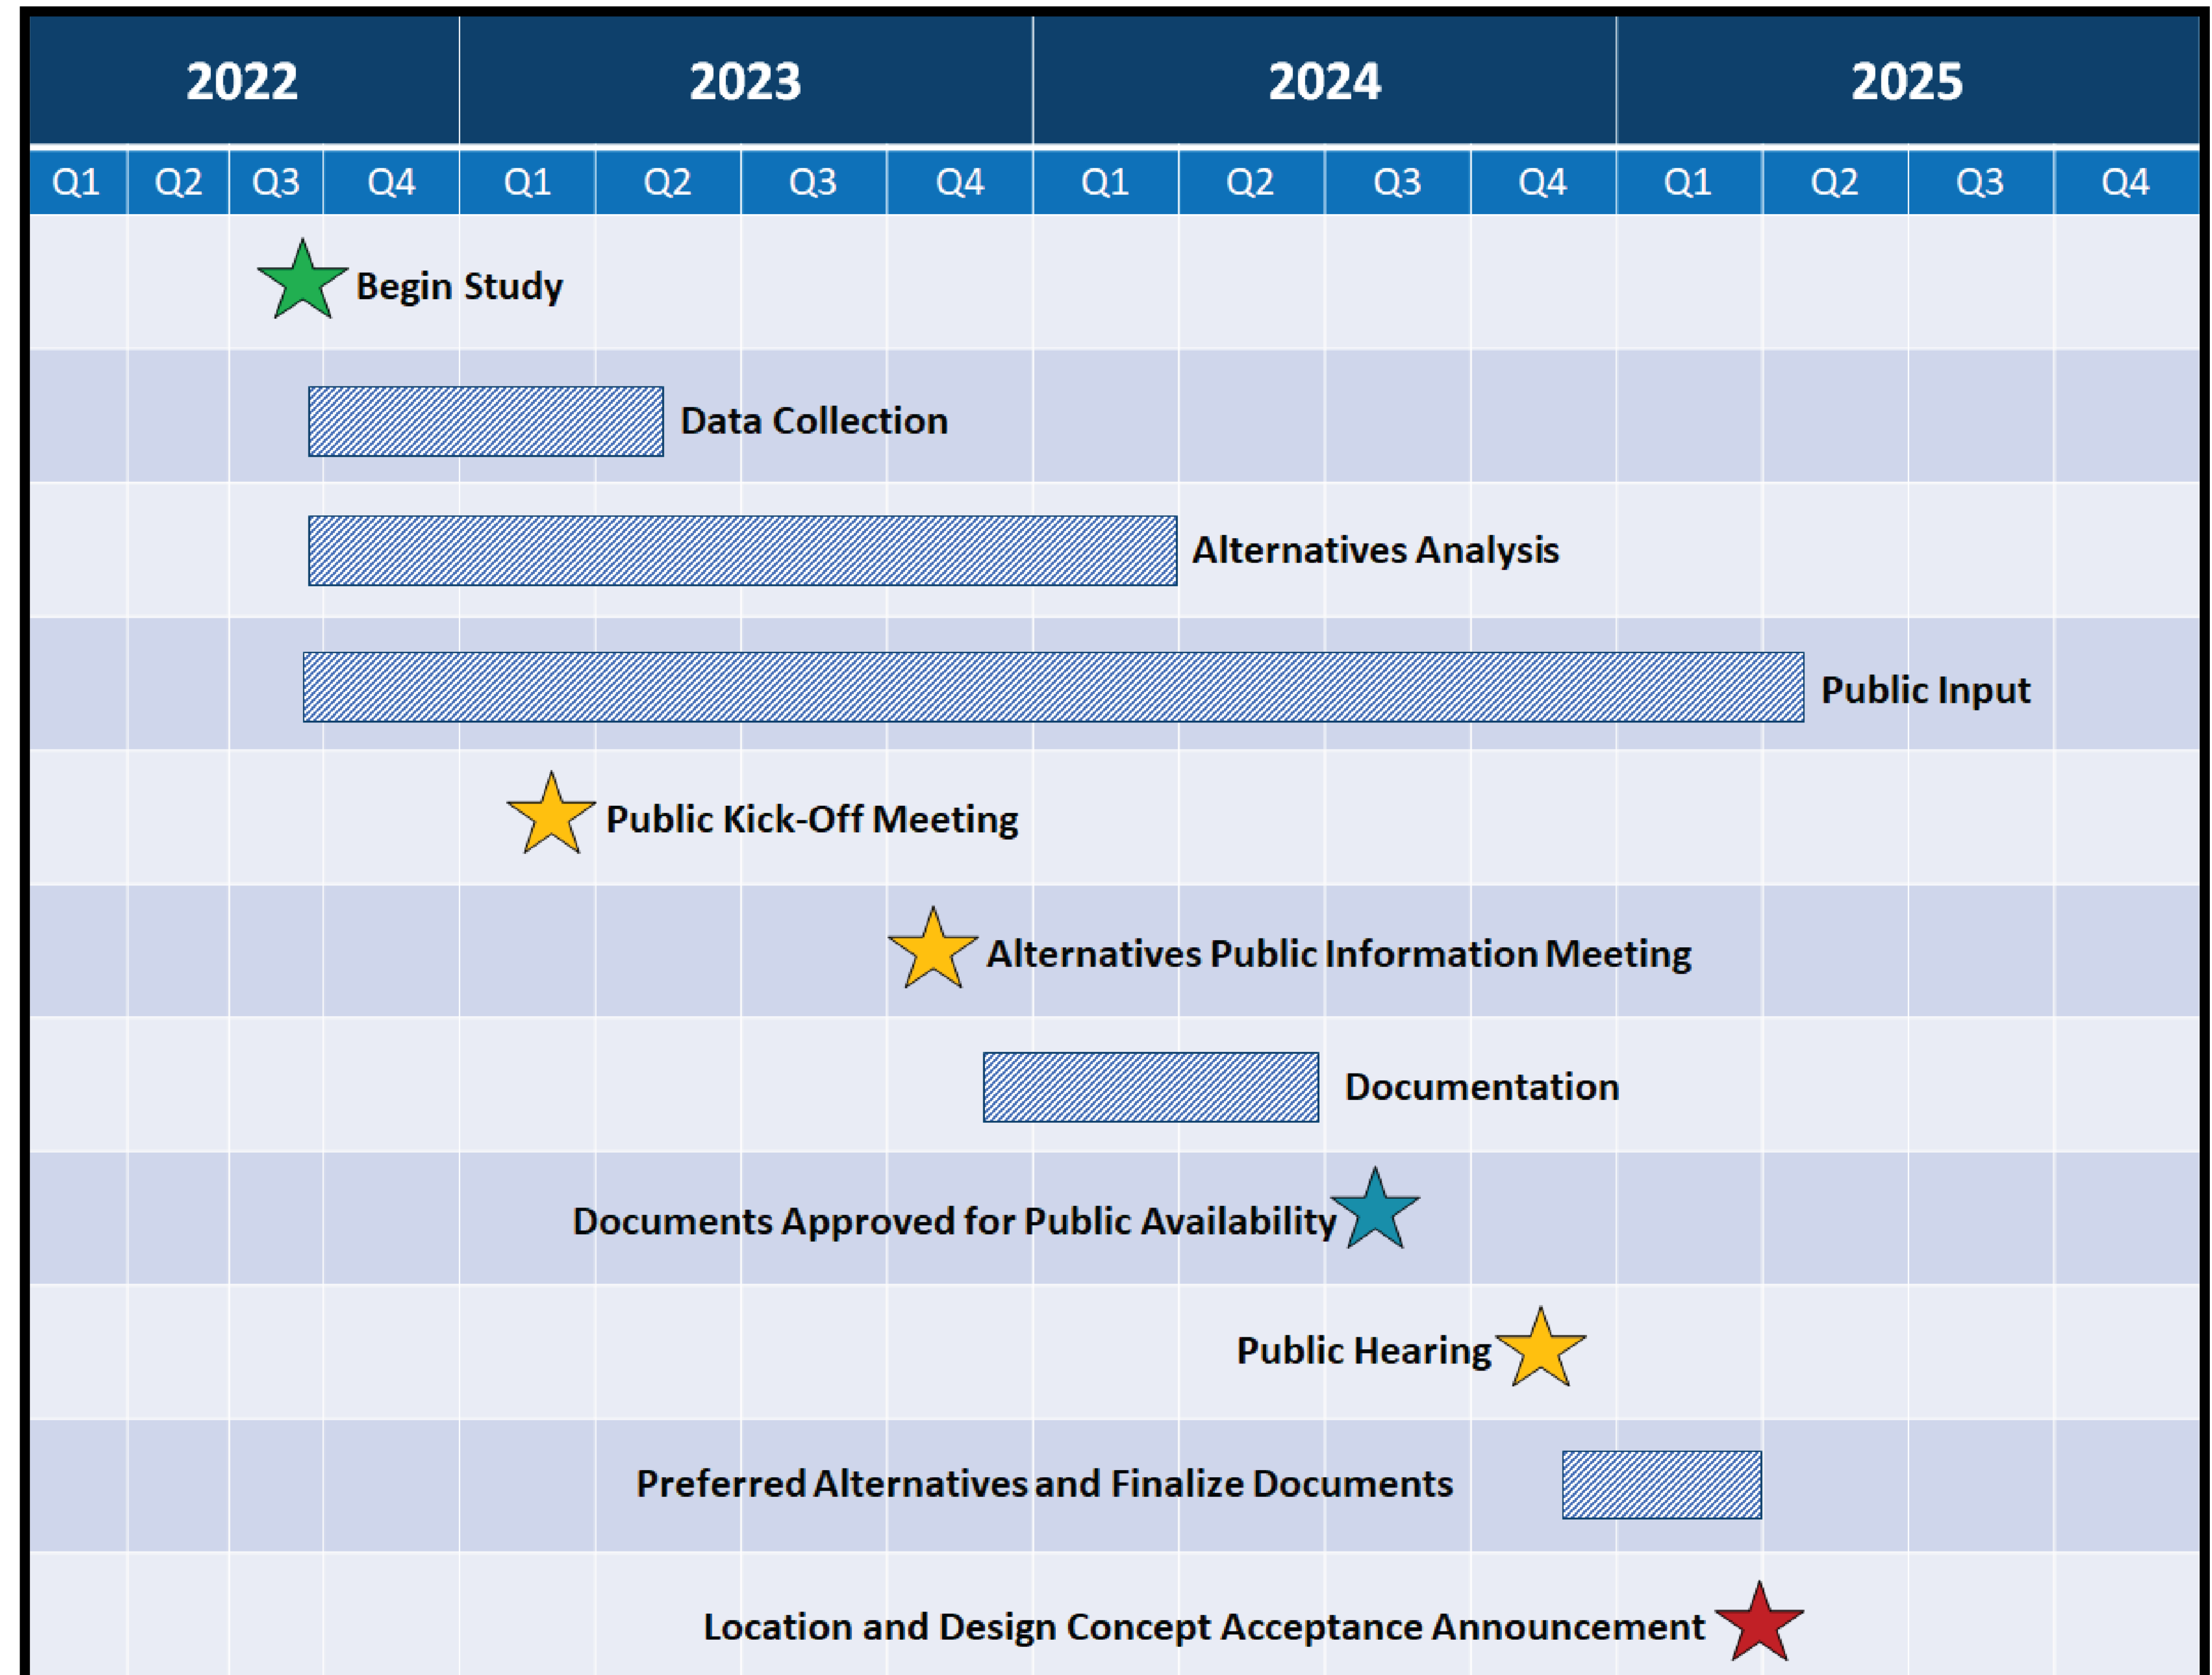 2022 2023 2024 2025
Q1 Q2 Q3 Q4 Q1 Q2 Q3 Q4 Q1 Q2 Q3 Q4 Q1 Q2 Q3 Q4
Begin Study
Data Collection
Alternatives Analysis
Public Input
Public Kick-Off Meeting
Alternatives Public Information Meeting
Documentation
Documents Approved for Public Availability
Public Hearing
Preferred Alternatives and Finalize Documents
Location and Design Concept Acceptance Announcement